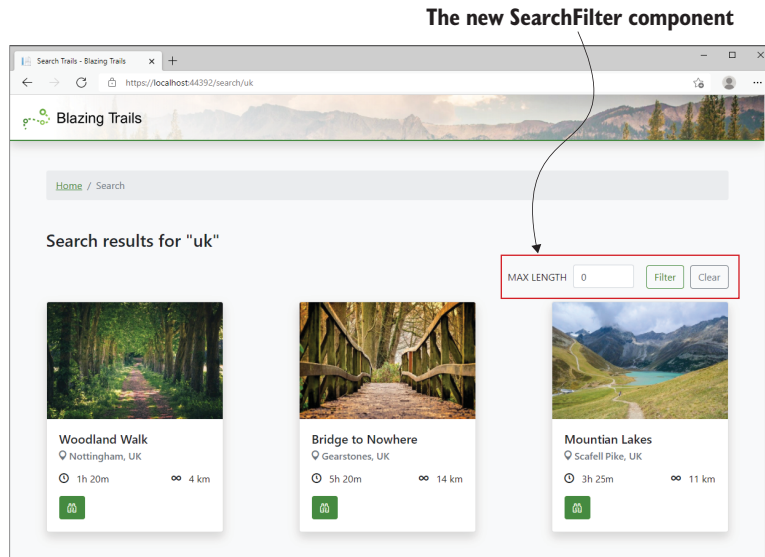 The new SearchFilter component
Search Trails - Blazing Trails
https://localhost:44392/search/uk
Blazing Trails
Home / Search
Search results for "uk"
MAX LENGTH 0 Filter Clear
Woodland Walk
Nottingham, UK
1h 20m 4 km
Bridge to Nowhere
Gearstones, UK
5h 20m 14 km
Mountian Lakes
Scafell Pike, UK
3h 25m 11 km